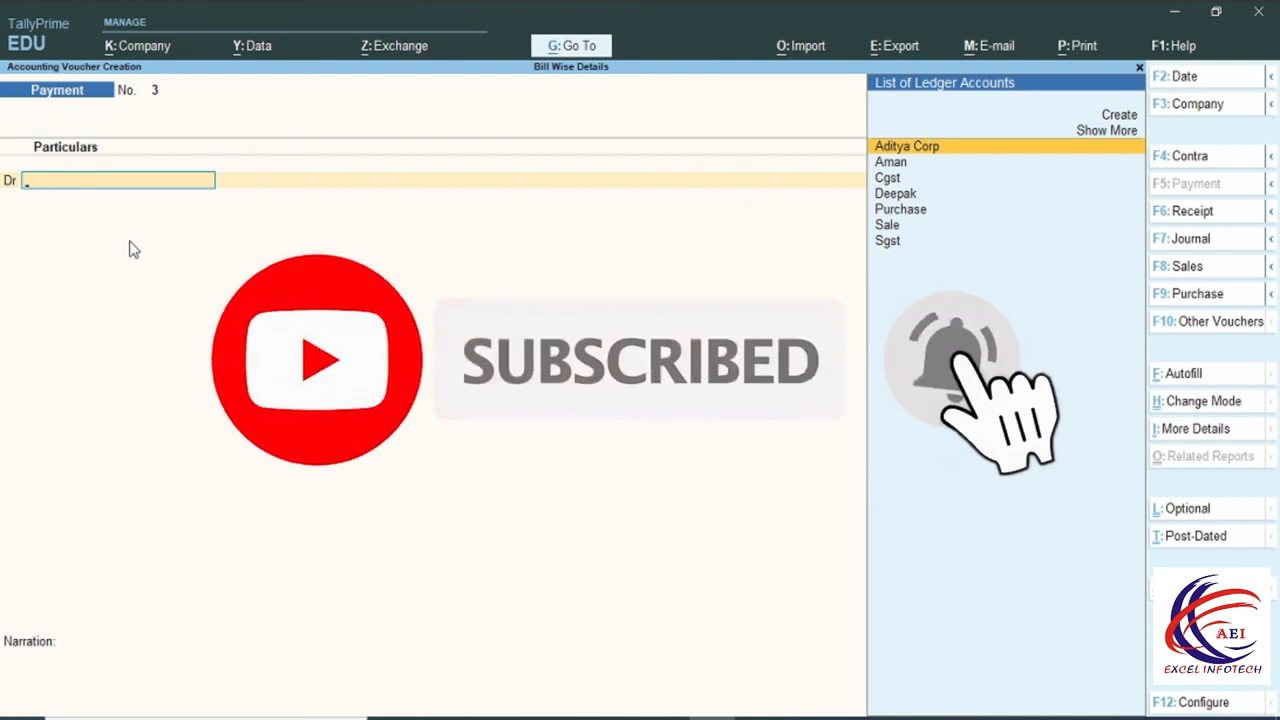 TallyPrime
EDU
MANAGE
K: Company
Y: Data
Z: Exchange
G: Go To
O: Import
E: Export
M: E-mail
P: Print
F1: Help
Accounting Voucher Creation
Bill Wise Details
Payment No. 3
Particulars
Dr
List of Ledger Accounts
Create
Show More
Aditya Corp
Aman
Cgst
Deepak
Purchase
Sale
Sgst
SUBSCRIBED
Narration:
F2: Date
F3: Company
F4: Contra
F5: Payment
F6: Receipt
F7: Journal
F8: Sales
F9: Purchase
F10: Other Vouchers
E: Autofill
H: Change Mode
I: More Details
O: Related Reports
L: Optional
T: Post-Dated
AEI
EXCEL INFOTECH
F12: Configure